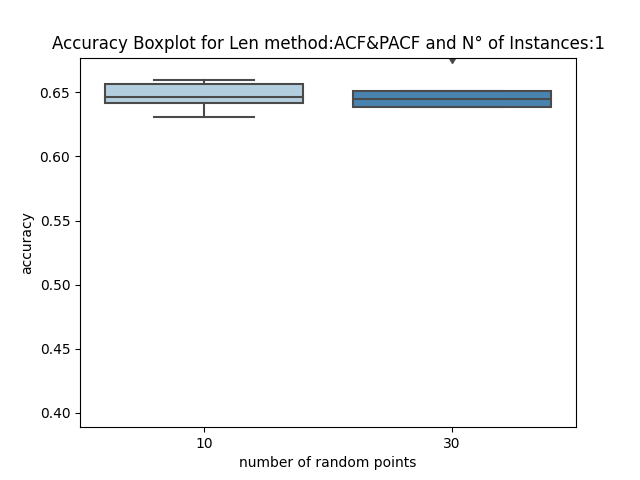 Accuracy Boxplot for Len method:ACF&PACF and N° of Instances:1
0.65
0.60
0.55
0.50
0.45
0.40
accuracy
10
30
number of random points